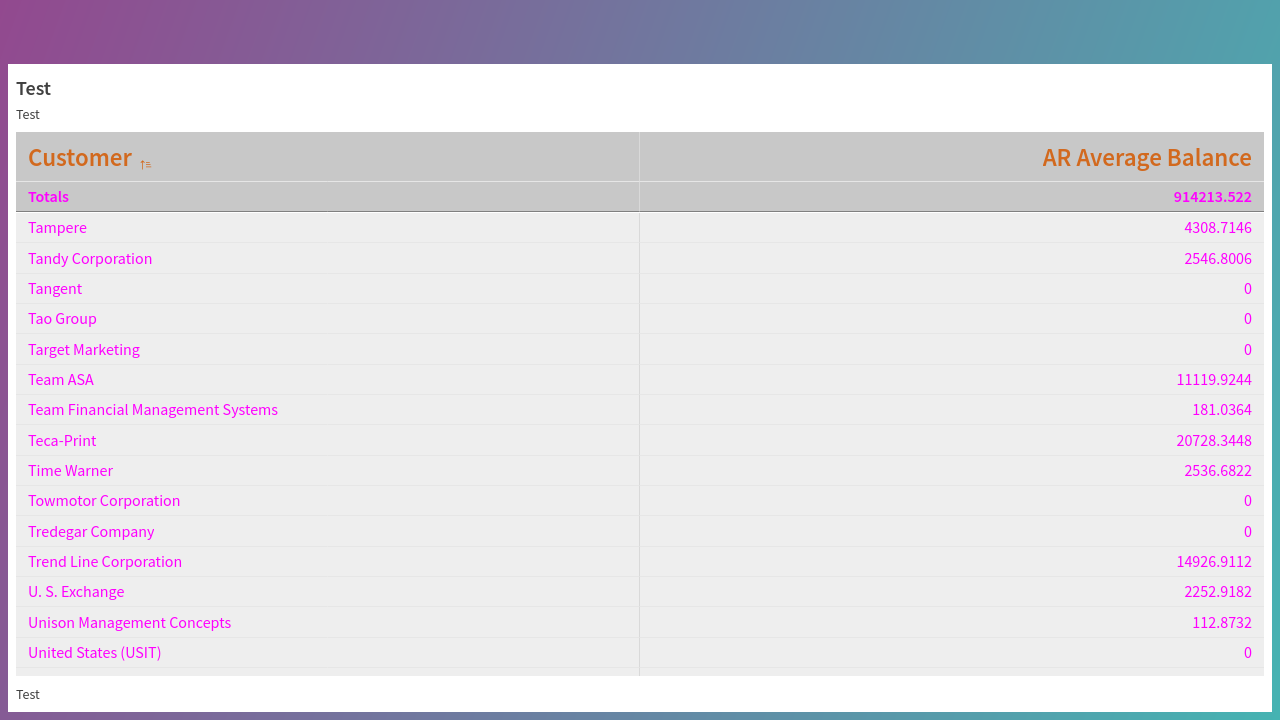 Test
Test
Customer AR Average Balance
Totals 914213.522
Tampere 4308.7146
Tandy Corporation 2546.8006
Tangent 0
Tao Group 0
Target Marketing 0
Team ASA 11119.9244
Team Financial Management Systems 181.0364
Teca-Print 20728.3448
Time Warner 2536.6822
Towmotor Corporation 0
Tredegar Company 0
Trend Line Corporation 14926.9112
U. S. Exchange 2252.9182
Unison Management Concepts 112.8732
United States (USIT) 0
Test